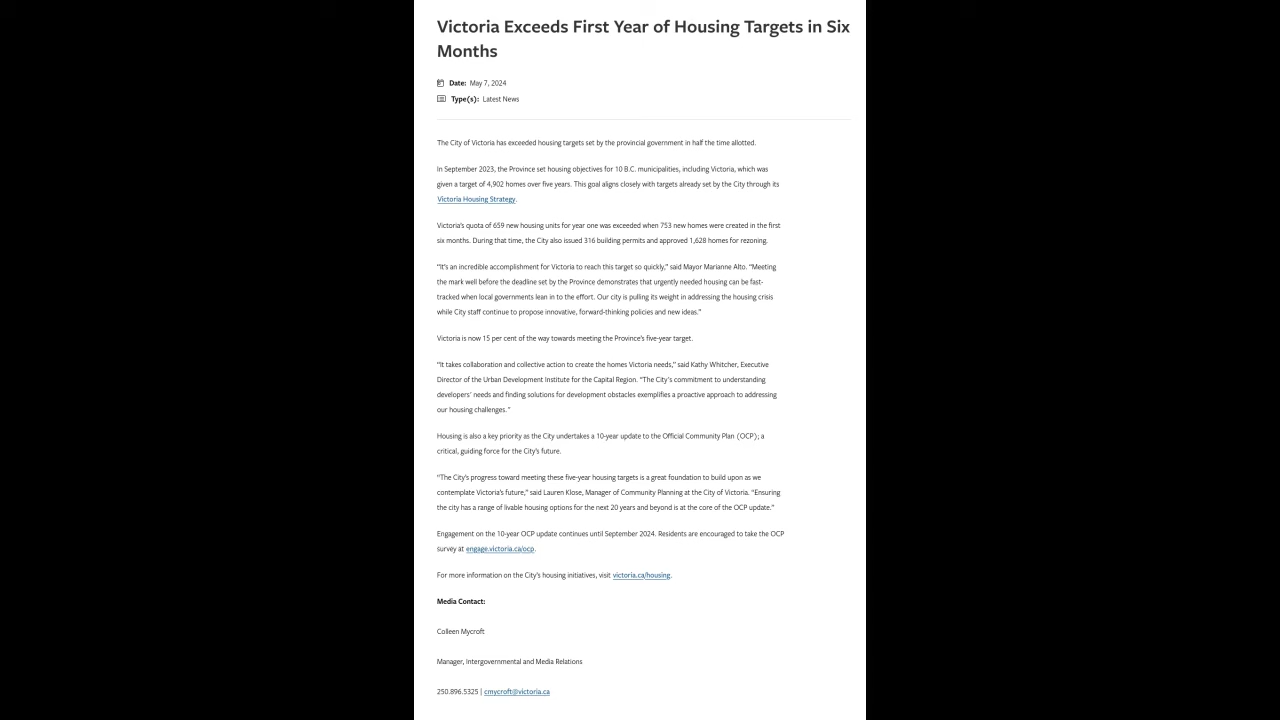 Victoria Exceeds First Year of Housing Targets in Six
Months
Date: May 7, 2024
Type(s): Latest News
The City of Victoria has exceeded housing targets set by the provincial government in half the time allotted.
In September 2023, the Province set housing objectives for 10 B.C. municipalities, including Victoria, which was
given a target of 4,902 homes over five years. This goal aligns closely with targets already set by the City through its
Victoria Housing Strategy.
Victoria's quota of 659 new housing units for year one was exceeded when 753 new homes were created in the first
six months. During that time, the City also issued 316 building permits and approved 1,628 homes for rezoning.
"It's an incredible accomplishment for Victoria to reach this target so quickly," said Mayor Marianne Alto. "Meeting
the mark well before the deadline set by the Province demonstrates that urgently needed housing can be fast-
tracked when local governments lean in to the effort. Our city is pulling its weight in addressing the housing crisis
while City staff continue to propose innovative, forward-thinking policies and new ideas."
Victoria is now 15 per cent of the way towards meeting the Province's five-year target.
"It takes collaboration and collective action to create the homes Victoria needs," said Kathy Whitcher, Executive
Director of the Urban Development Institute for the Capital Region. "The City's commitment to understanding
developers' needs and finding solutions for development obstacles exemplifies a proactive approach to addressing
our housing challenges."
Housing is also a key priority as the City undertakes a 10-year update to the Official Community Plan (OCP); a
critical, guiding force for the City's future.
"The City's progress toward meeting these five-year housing targets is a great foundation to build upon as we
contemplate Victoria's future," said Lauren Klose, Manager of Community Planning at the City of Victoria. "Ensuring
the city has a range of livable housing options for the next 20 years and beyond is at the core of the OCP update."
Engagement on the 10-year OCP update continues until September 2024. Residents are encouraged to take the OCP
survey at engage.victoria.ca/ocp.
For more information on the City's housing initiatives, visit victoria.ca/housing.
Media Contact:
Colleen Mycroft
Manager, Intergovernmental and Media Relations
250.896.5325 | cmycroft@victoria.ca